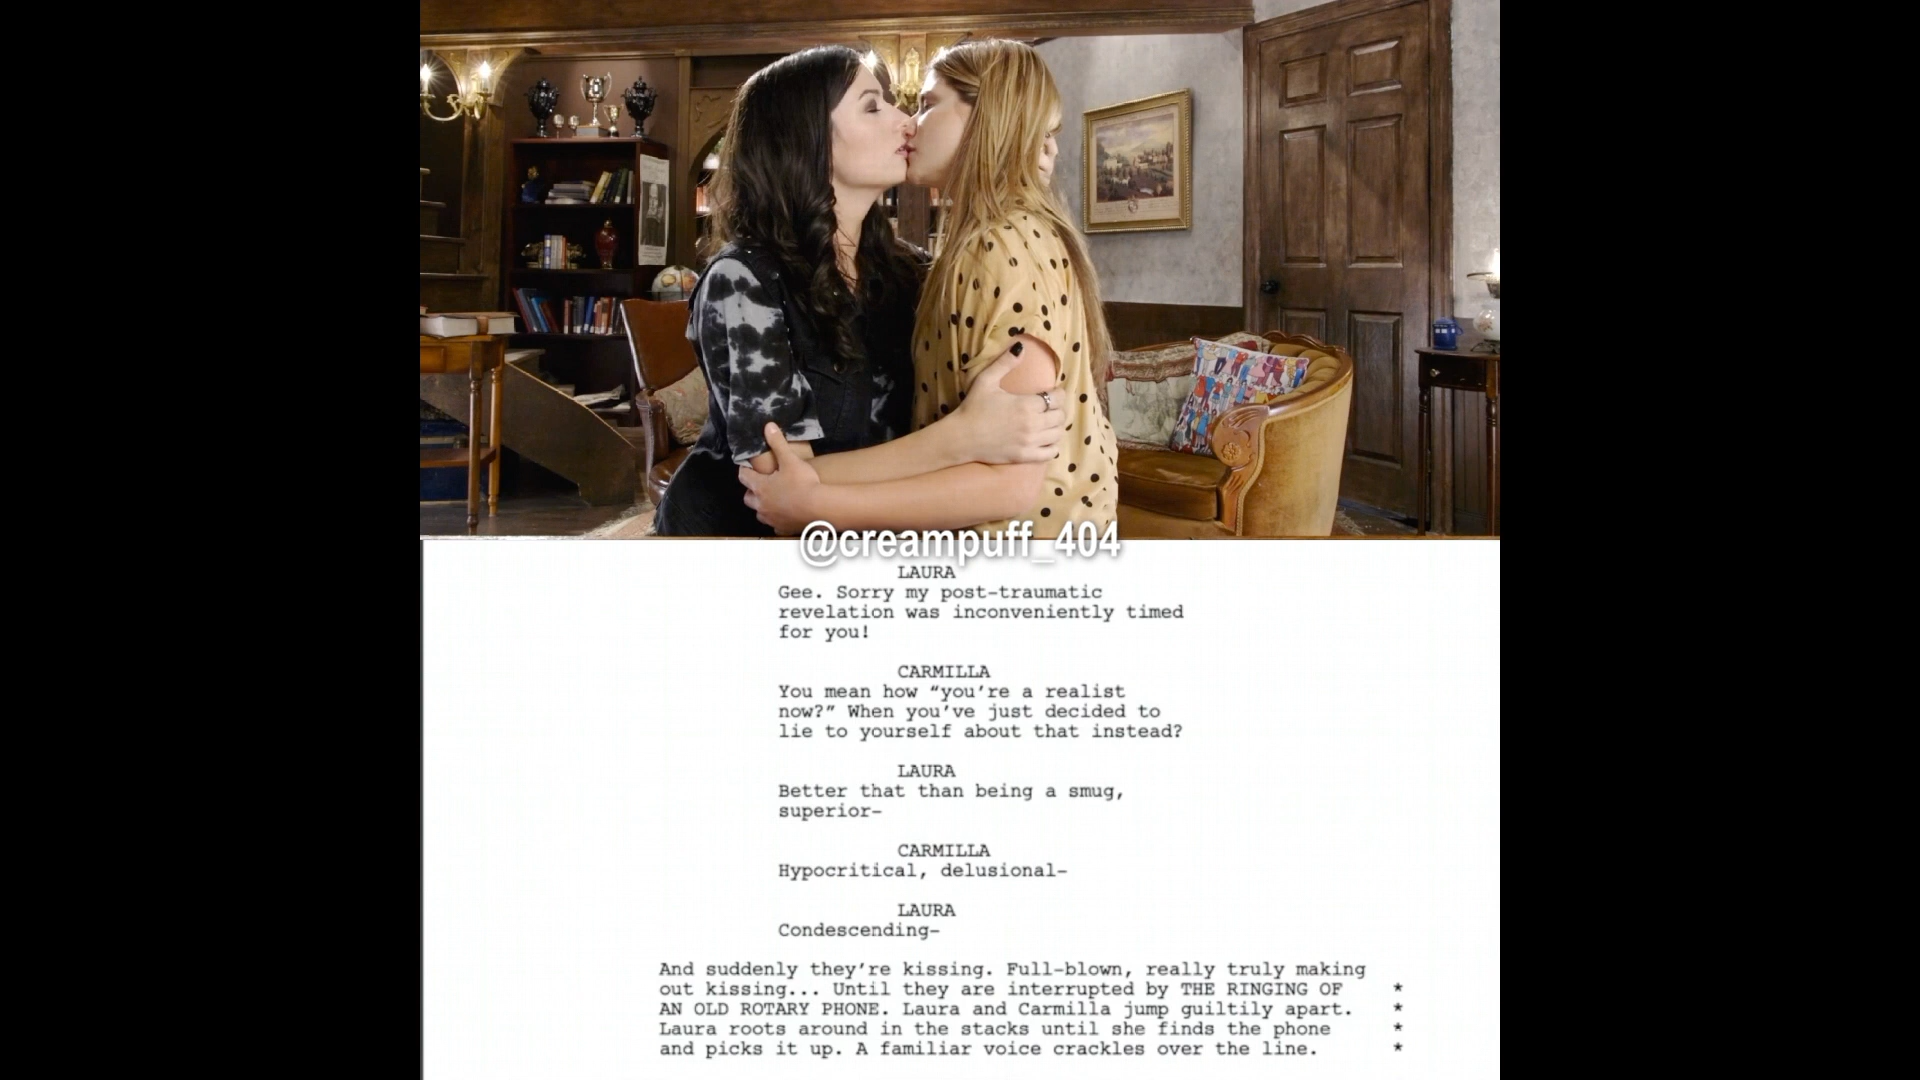 @creampuff_404
LAURA
Gee. Sorry my post-traumatic
revelation was inconveniently timed
for you!
CARMILLA
You mean how “you’re a realist
now?” When you’ve just decided to
lie to yourself about that instead?
LAURA
Better that than being a smug,
superior-
CARMILLA
Hypocritical, delusional-
LAURA
Condescending-
And suddenly they’re kissing. Full-blown, really truly making
out kissing... Until they are interrupted by THE RINGING OF *
AN OLD ROTARY PHONE. Laura and Carmilla jump guiltily apart. *
Laura roots around in the stacks until she finds the phone *
and picks it up. A familiar voice crackles over the line. *